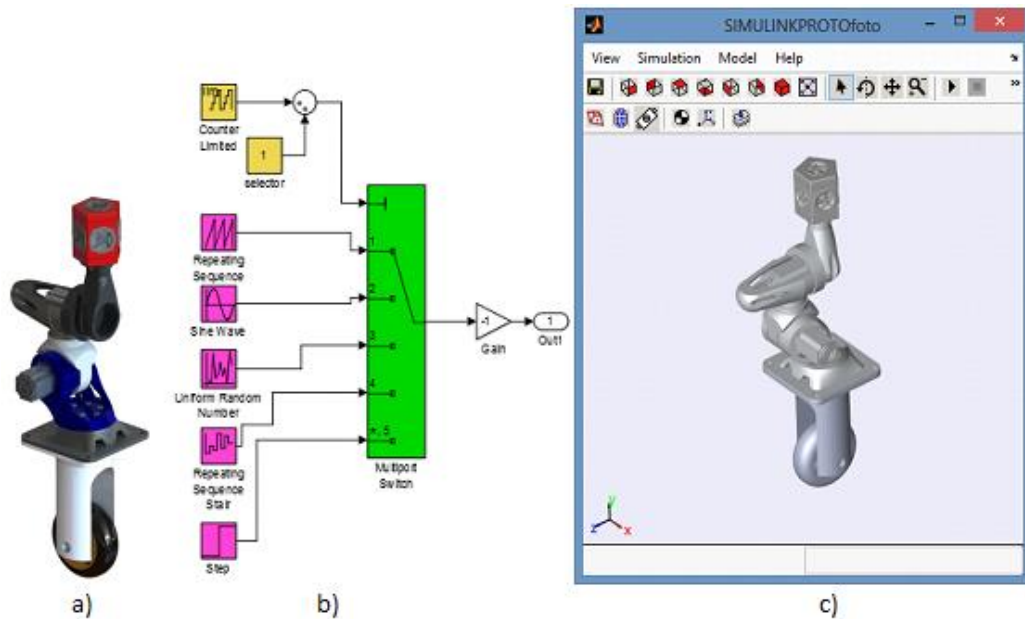 SIMULINKPROTOfoto
View Simulation Model Help
Counter
Limited
1
selector
1
Repeating
Sequence
2
Sine Wave
3
Uniform Random
Number
4
Repeating
Sequence
Stair
*, 5
Step
Multiport
Switch
-1
Gain
1
Out1
y
z
x
a)
b)
c)